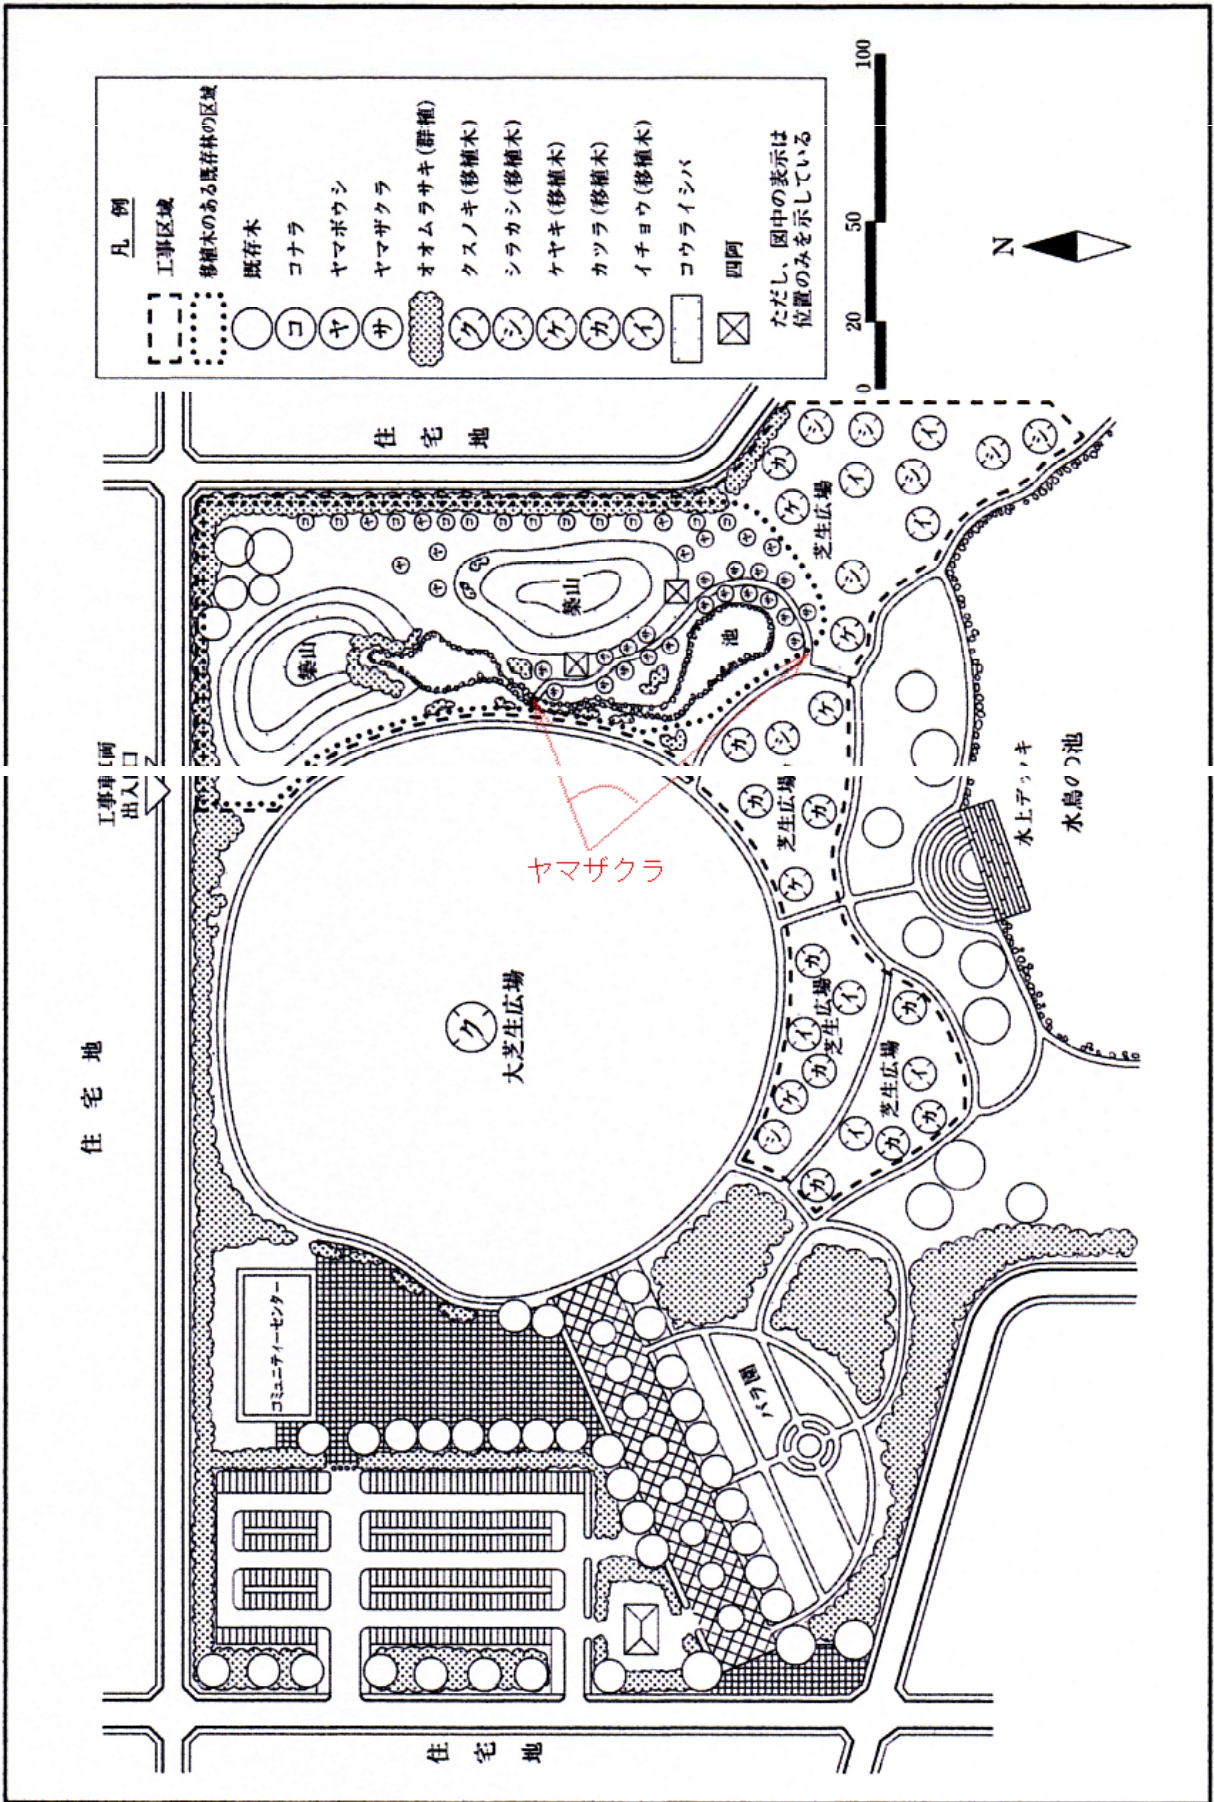 凡例
工事区域
移植木のある既存林の区域
既存木
コ コナラ
ヤ ヤマボウシ
サ ヤマザクラ
オオムラサキ(群植)
ク クスノキ(移植木)
シ シラカシ(移植木)
ケ ケヤキ(移植木)
カ カツラ(移植木)
イ イチョウ(移植木)
コウライシバ
四阿
ただし、図中の表示は
位置のみを示している
0 20 50 100
N
住宅地
住宅地
住宅地
工事車両
出入口
築山
築山
池
ヤマザクラ
大芝生広場
ク
芝生広場
芝生広場
芝生広場
芝生広場
水上デッキ
水鳥の池
コミュニティーセンター
バラ園